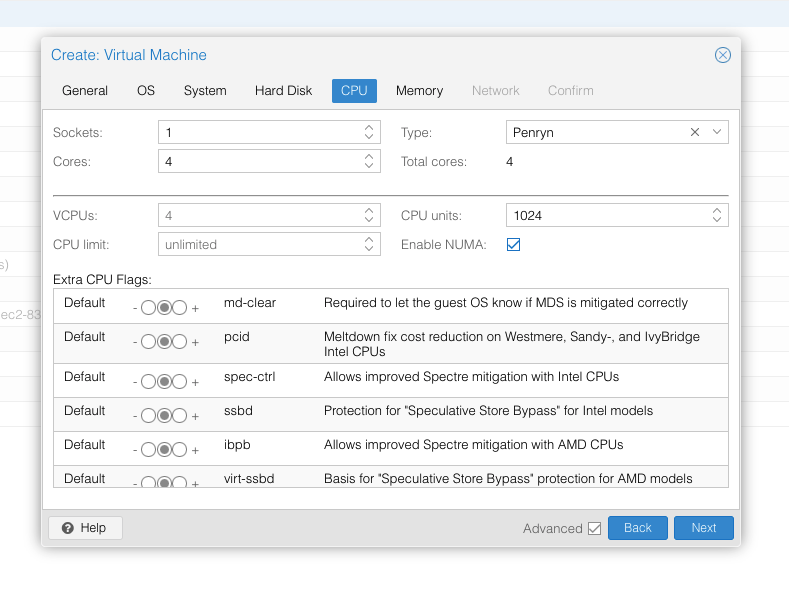 Create: Virtual Machine
General OS System Hard Disk CPU Memory Network Confirm
Sockets: 1 Type: Penryn
Cores: 4 Total cores: 4
VCPUs: 4 CPU units: 1024
CPU limit: unlimited Enable NUMA:
s)
Extra CPU Flags:
Default - + md-clear Required to let the guest OS know if MDS is mitigated correctly
ec2-83
Default - + pcid Meltdown fix cost reduction on Westmere, Sandy-, and IvyBridge
Intel CPUs
Default - + spec-ctrl Allows improved Spectre mitigation with Intel CPUs
Default - + ssbd Protection for "Speculative Store Bypass" for Intel models
Default - + ibpb Allows improved Spectre mitigation with AMD CPUs
Default - + virt-ssbd Basis for "Speculative Store Bypass" protection for AMD models
Help Advanced Back Next